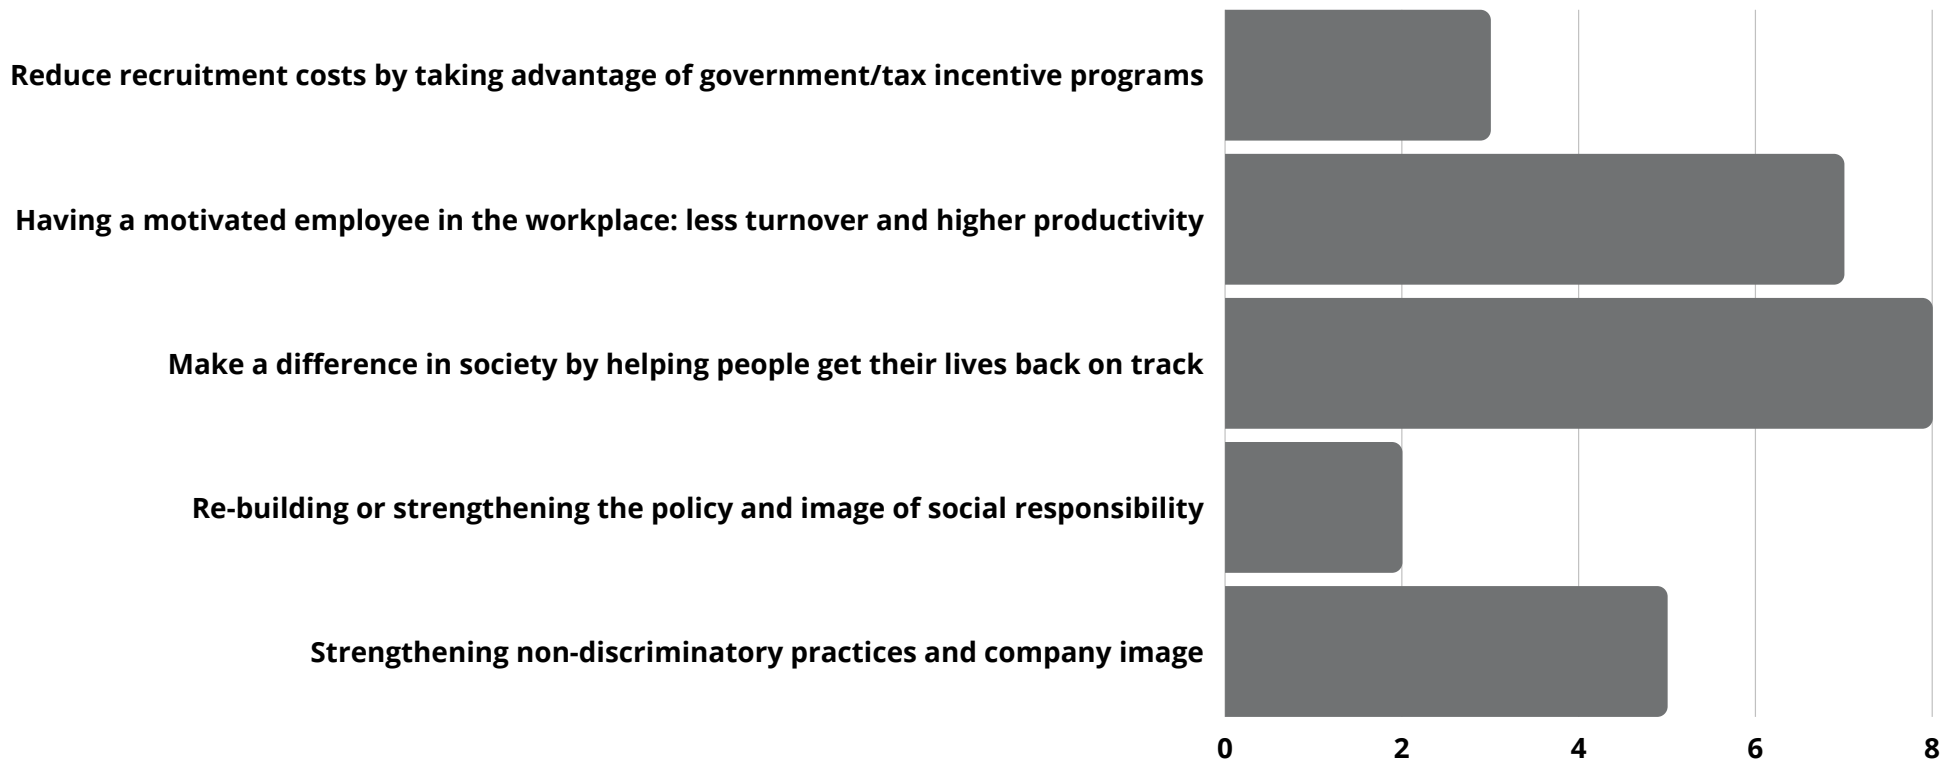 Reduce recruitment costs by taking advantage of government/tax incentive programs
Having a motivated employee in the workplace: less turnover and higher productivity
Make a difference in society by helping people get their lives back on track
Re-building or strengthening the policy and image of social responsibility
Strengthening non-discriminatory practices and company image
0 2 4 6 8